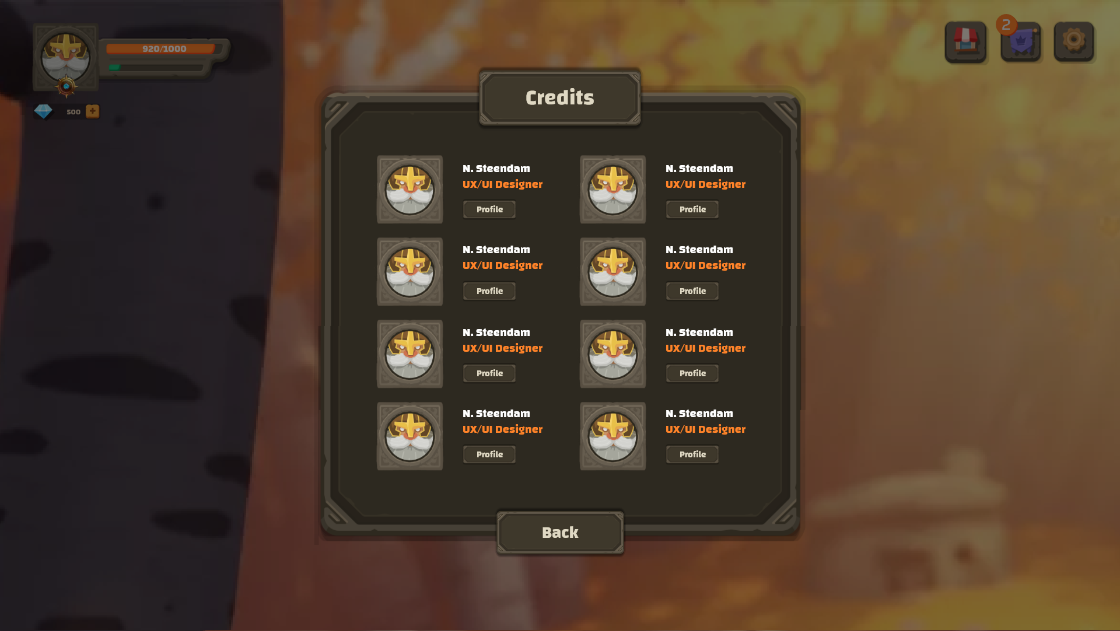 920/1000
500
2
Credits
N. Steendam
UX/UI Designer
Profile
N. Steendam
UX/UI Designer
Profile
N. Steendam
UX/UI Designer
Profile
N. Steendam
UX/UI Designer
Profile
N. Steendam
UX/UI Designer
Profile
N. Steendam
UX/UI Designer
Profile
N. Steendam
UX/UI Designer
Profile
N. Steendam
UX/UI Designer
Profile
Back